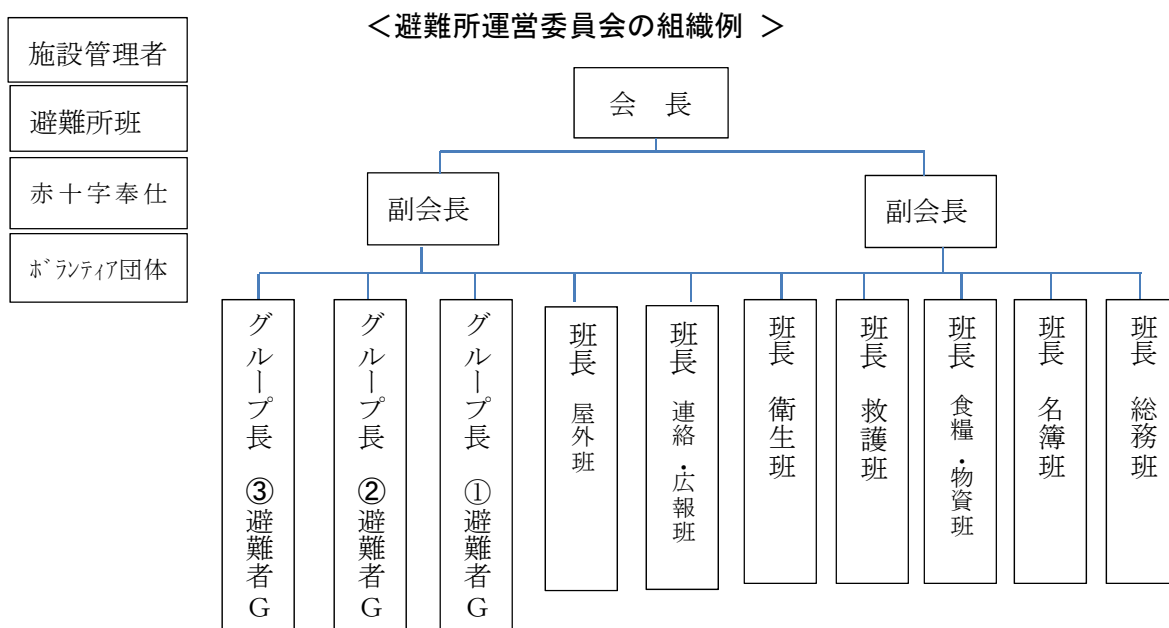 ＜避難所運営委員会の組織例 ＞
施設管理者
避難所班
赤十字奉仕
ﾎﾞﾗﾝﾃｨｱ団体
会　長
副会長
副会長
班長　総務班
班長　名簿班
班長　食糧・物資班
班長　救護班
班長　衛生班
班長　連絡・広報班
班長　屋外班
グループ長　①避難者G
グループ長　②避難者G
グループ長　③避難者G